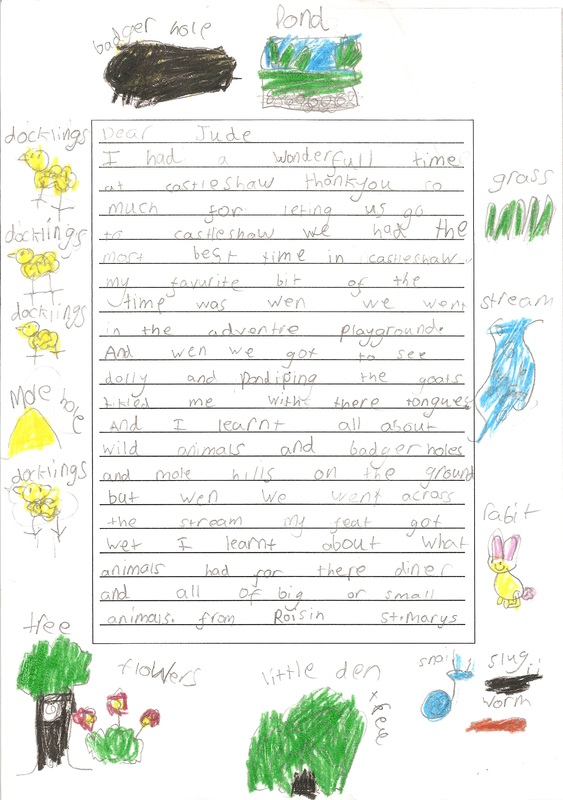 badger hole
Pond
docklings
docklings
docklings
Mole hole
docklings
Dear Jude
I had a wonderfull time
at castleshaw thankyou so
much for leting us go
to castleshow we had the
most best time in castleshaw
my favurite bit of the
time was wen we went
in the adventre playground.
And wen we got to see
dolly and Pondiping the goats
tikled me with there tongues
And I learnt all about
wild animals and badger holes
and mole hills on the ground
but wen we went across
the stream my feat got
wet I learnt about what
animals had for there diner
and all of big or small
animals. from Roisin St.Marys
grass
stream
rabit
tree
flowers
little den
snail
slug
worm